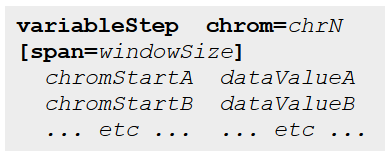 variableStep chrom=chrN
[span=windowSize]
chromStartA dataValueA
chromStartB dataValueB
... etc ... ... etc ...